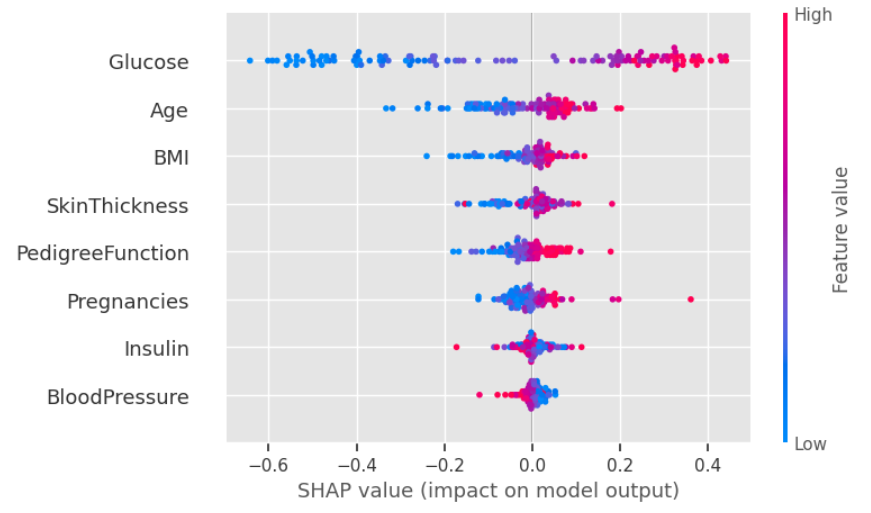 High
Glucose
Age
BMI
SkinThickness
PedigreeFunction
Pregnancies
Insulin
BloodPressure
Feature value
Low
−0.6 −0.4 −0.2 0.0 0.2 0.4
SHAP value (impact on model output)